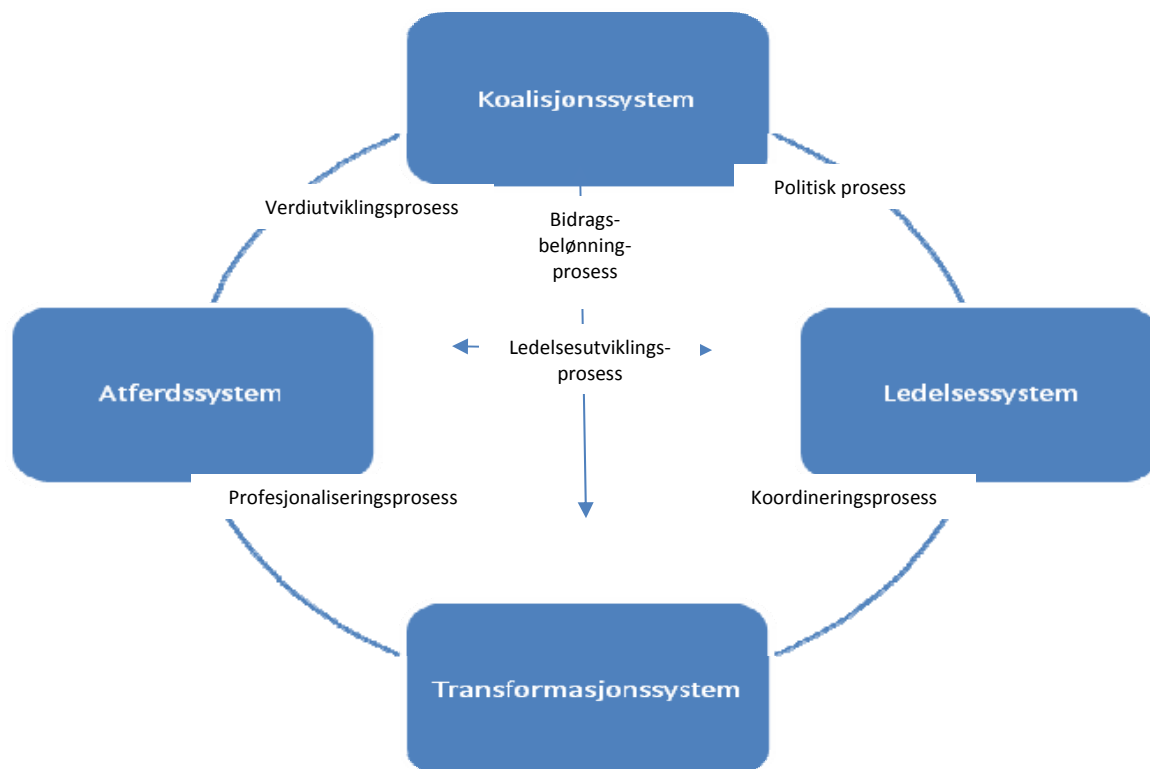 Koalisjonssystem
Politisk prosess
Verdiutviklingsprosess
Bidrags-
belønning-
prosess
Ledelsesutviklings-
prosess
Atferdssystem
Ledelsessystem
Profesjonaliseringsprosess
Koordineringsprosess
Transformasjonssystem